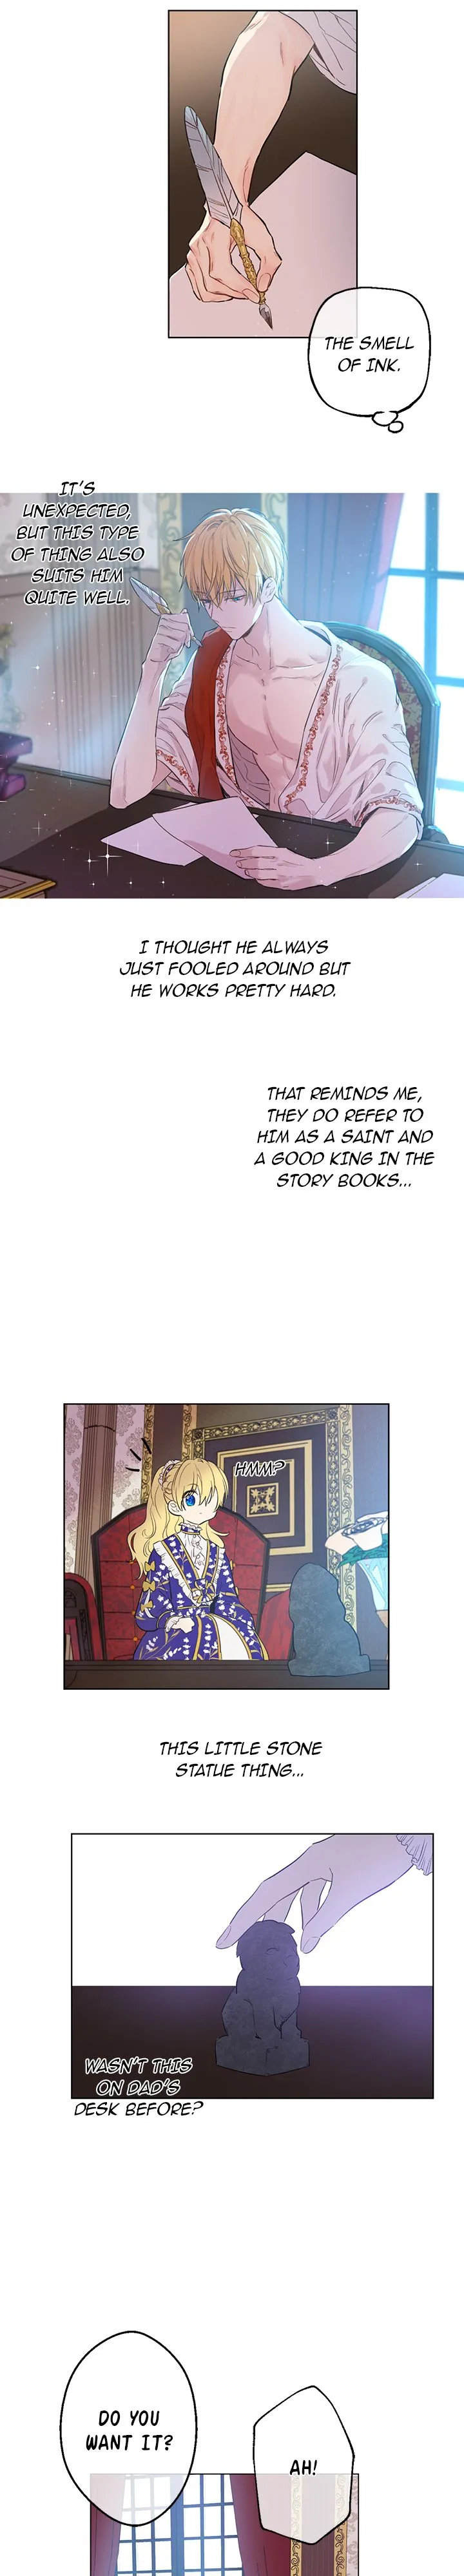 THE SMELL
OF INK.
IT'S
UNEXPECTED,
BUT THIS TYPE
OF THING ALSO
SUITS HIM
QUITE WELL.
I THOUGHT HE ALWAYS
JUST FOOLED AROUND BUT
HE WORKS PRETTY HARD.
THAT REMINDS ME,
THEY DO REFER TO
HIM AS A SAINT AND
A GOOD KING IN THE
STORY BOOKS...
HMM?
THIS LITTLE STONE
STATUE THING...
WASN'T THIS
ON DAD'S
DESK BEFORE?
DO YOU
WANT IT?
AH!